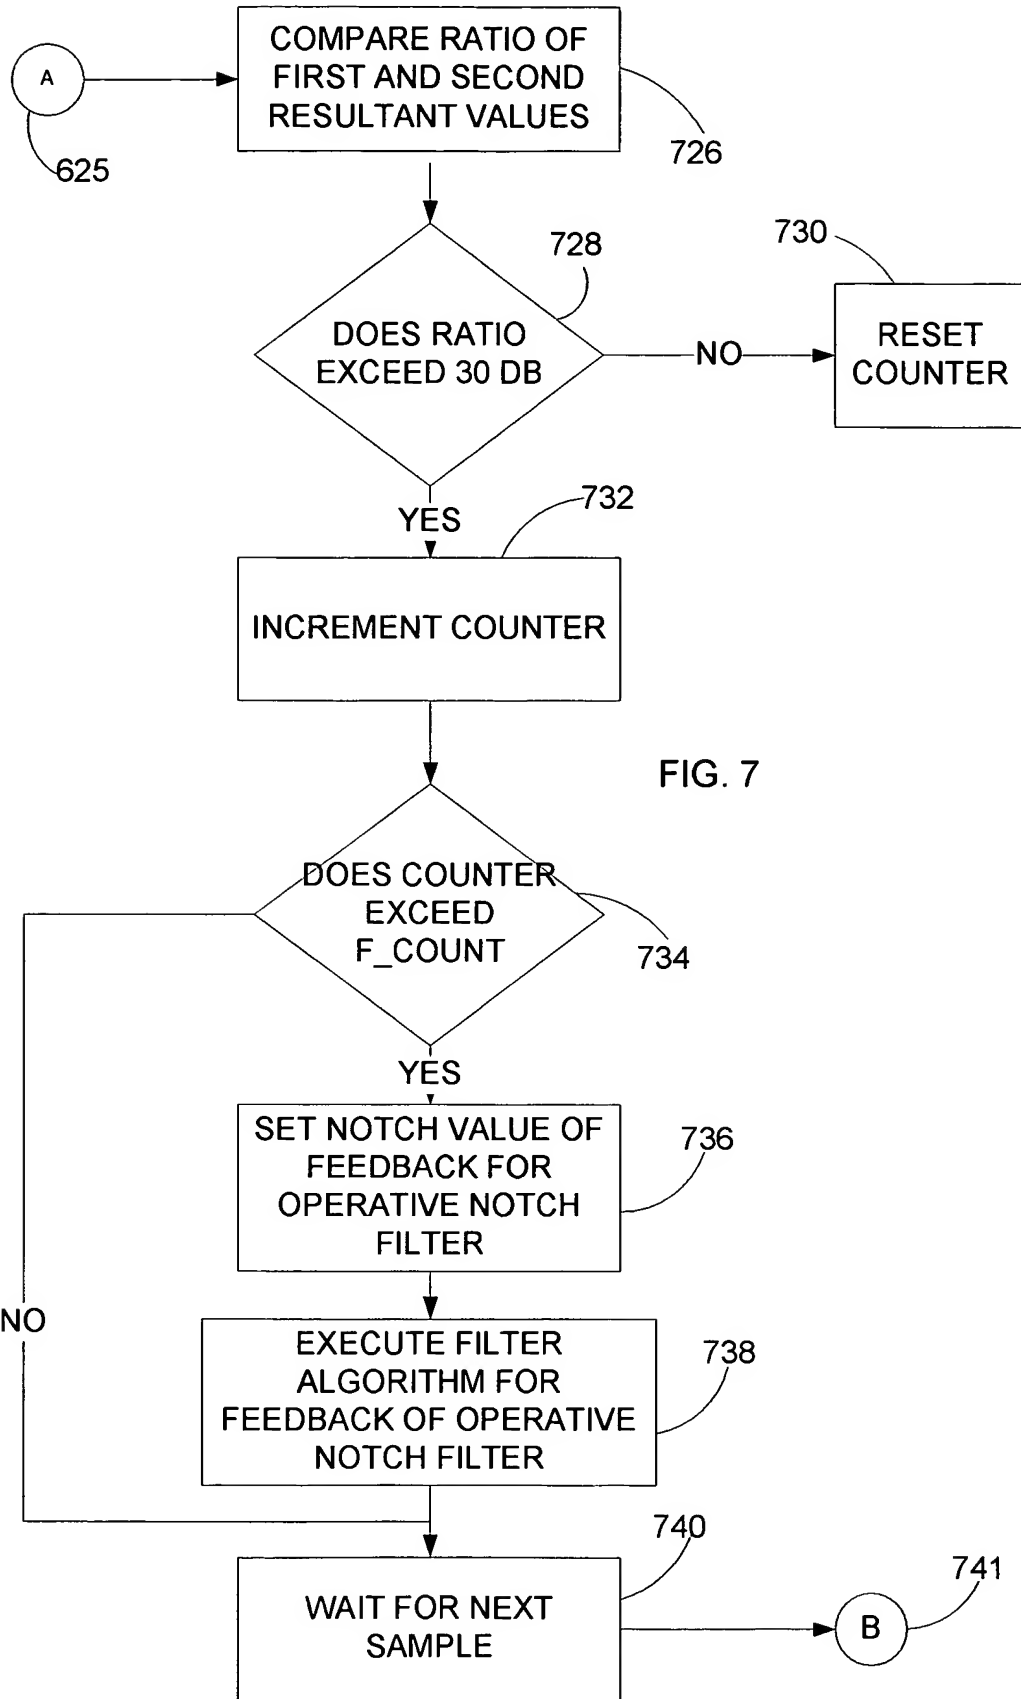 COMPARE RATIO OF
FIRST AND SECOND
RESULTANT VALUES
A
625
726
728
730
DOES RATIO
EXCEED 30 DB
NO
RESET
COUNTER
YES
732
INCREMENT COUNTER
FIG. 7
DOES COUNTER
EXCEED
F_COUNT
734
YES
SET NOTCH VALUE OF
FEEDBACK FOR
OPERATIVE NOTCH
FILTER
736
NO
EXECUTE FILTER
ALGORITHM FOR
FEEDBACK OF OPERATIVE
NOTCH FILTER
738
740
WAIT FOR NEXT
SAMPLE
741
B